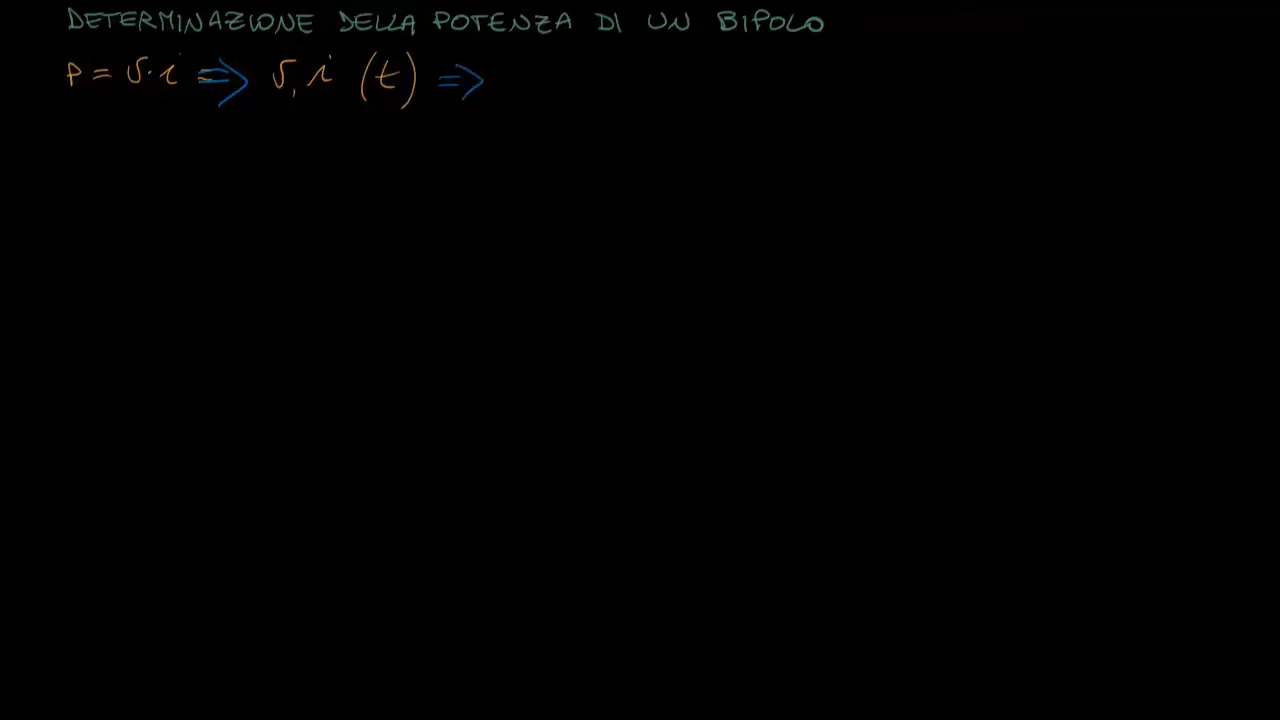 DETERMINAZIONE DELLA POTENZA DI UN BIPOLO
p = v · i => v, i (t) =>